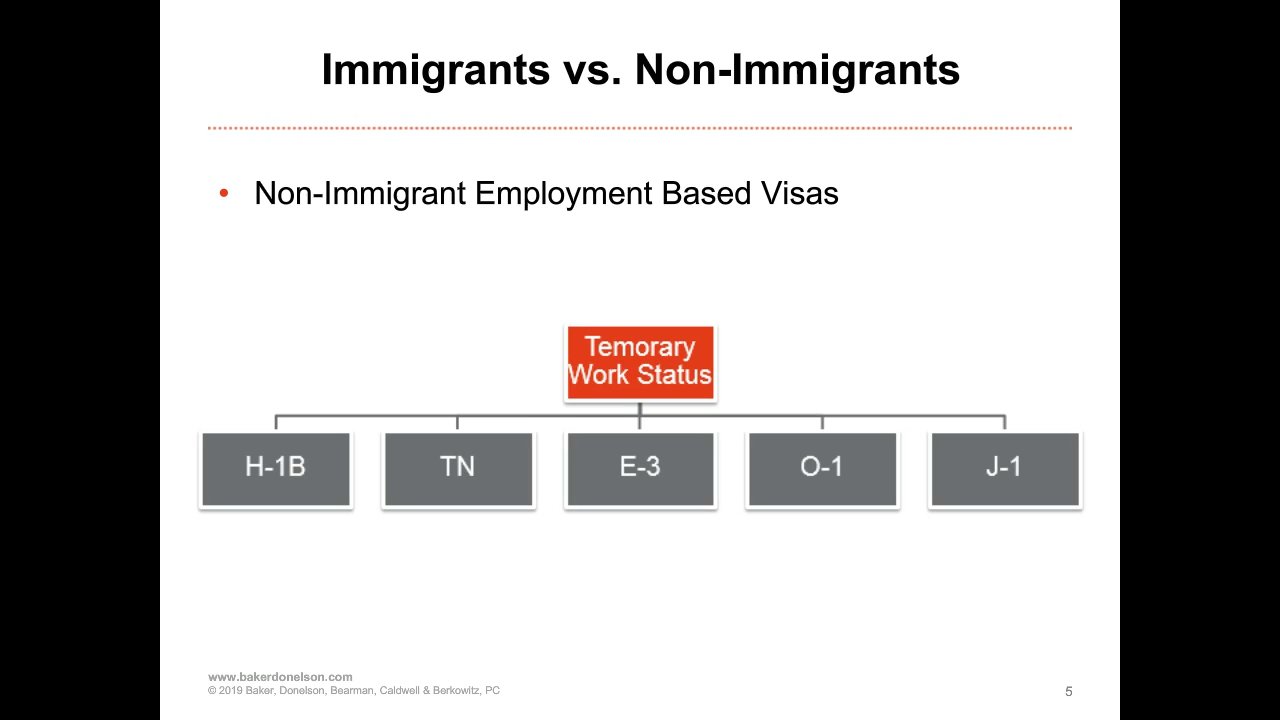 Immigrants vs. Non-Immigrants
• Non-Immigrant Employment Based Visas
Temorary
Work Status
H-1B
TN
E-3
O-1
J-1
www.bakerdonelson.com
© 2019 Baker, Donelson, Bearman, Caldwell & Berkowitz, PC
5